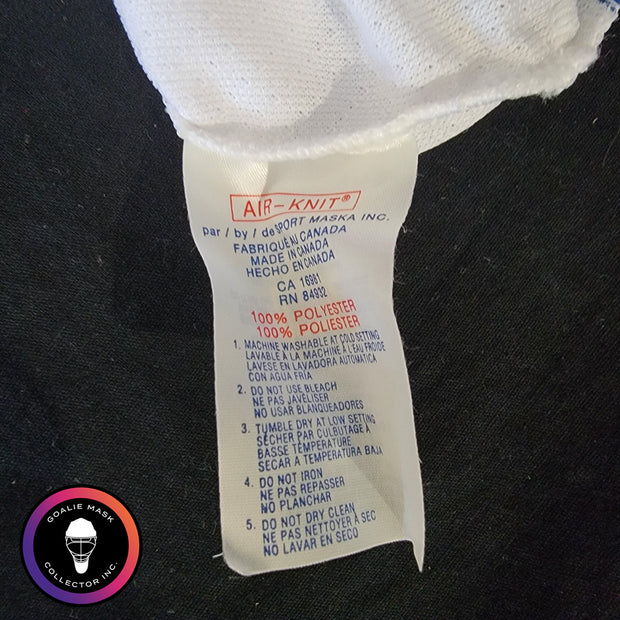 AIR-KNIT®
par / by / de SPORT MASKA INC.
FABRIQUÉ AU CANADA
MADE IN CANADA
HECHO EN CANADA
CA 16981
RN 84932
100% POLYESTER
100% POLIESTER
1. MACHINE WASHABLE AT COLD SETTING
LAVABLE À LA MACHINE À L'EAU FROIDE
LAVESE EN LAVADORA AUTOMATICA
CON AGUA FRIA
2. DO NOT USE BLEACH
NE PAS JAVELISER
NO USAR BLANQUEADORES
3. TUMBLE DRY AT LOW SETTING
SÉCHER PAR CULBUTAGE À
BASSE TEMPÉRATURE
SECAR A TEMPERATURA BAJA
4. DO NOT IRON
NE PAS REPASSER
NO PLANCHAR
5. DO NOT DRY CLEAN
NE PAS NETTOYER À SEC
NO LAVAR EN SECO
GOALIE MASK
COLLECTOR INC.